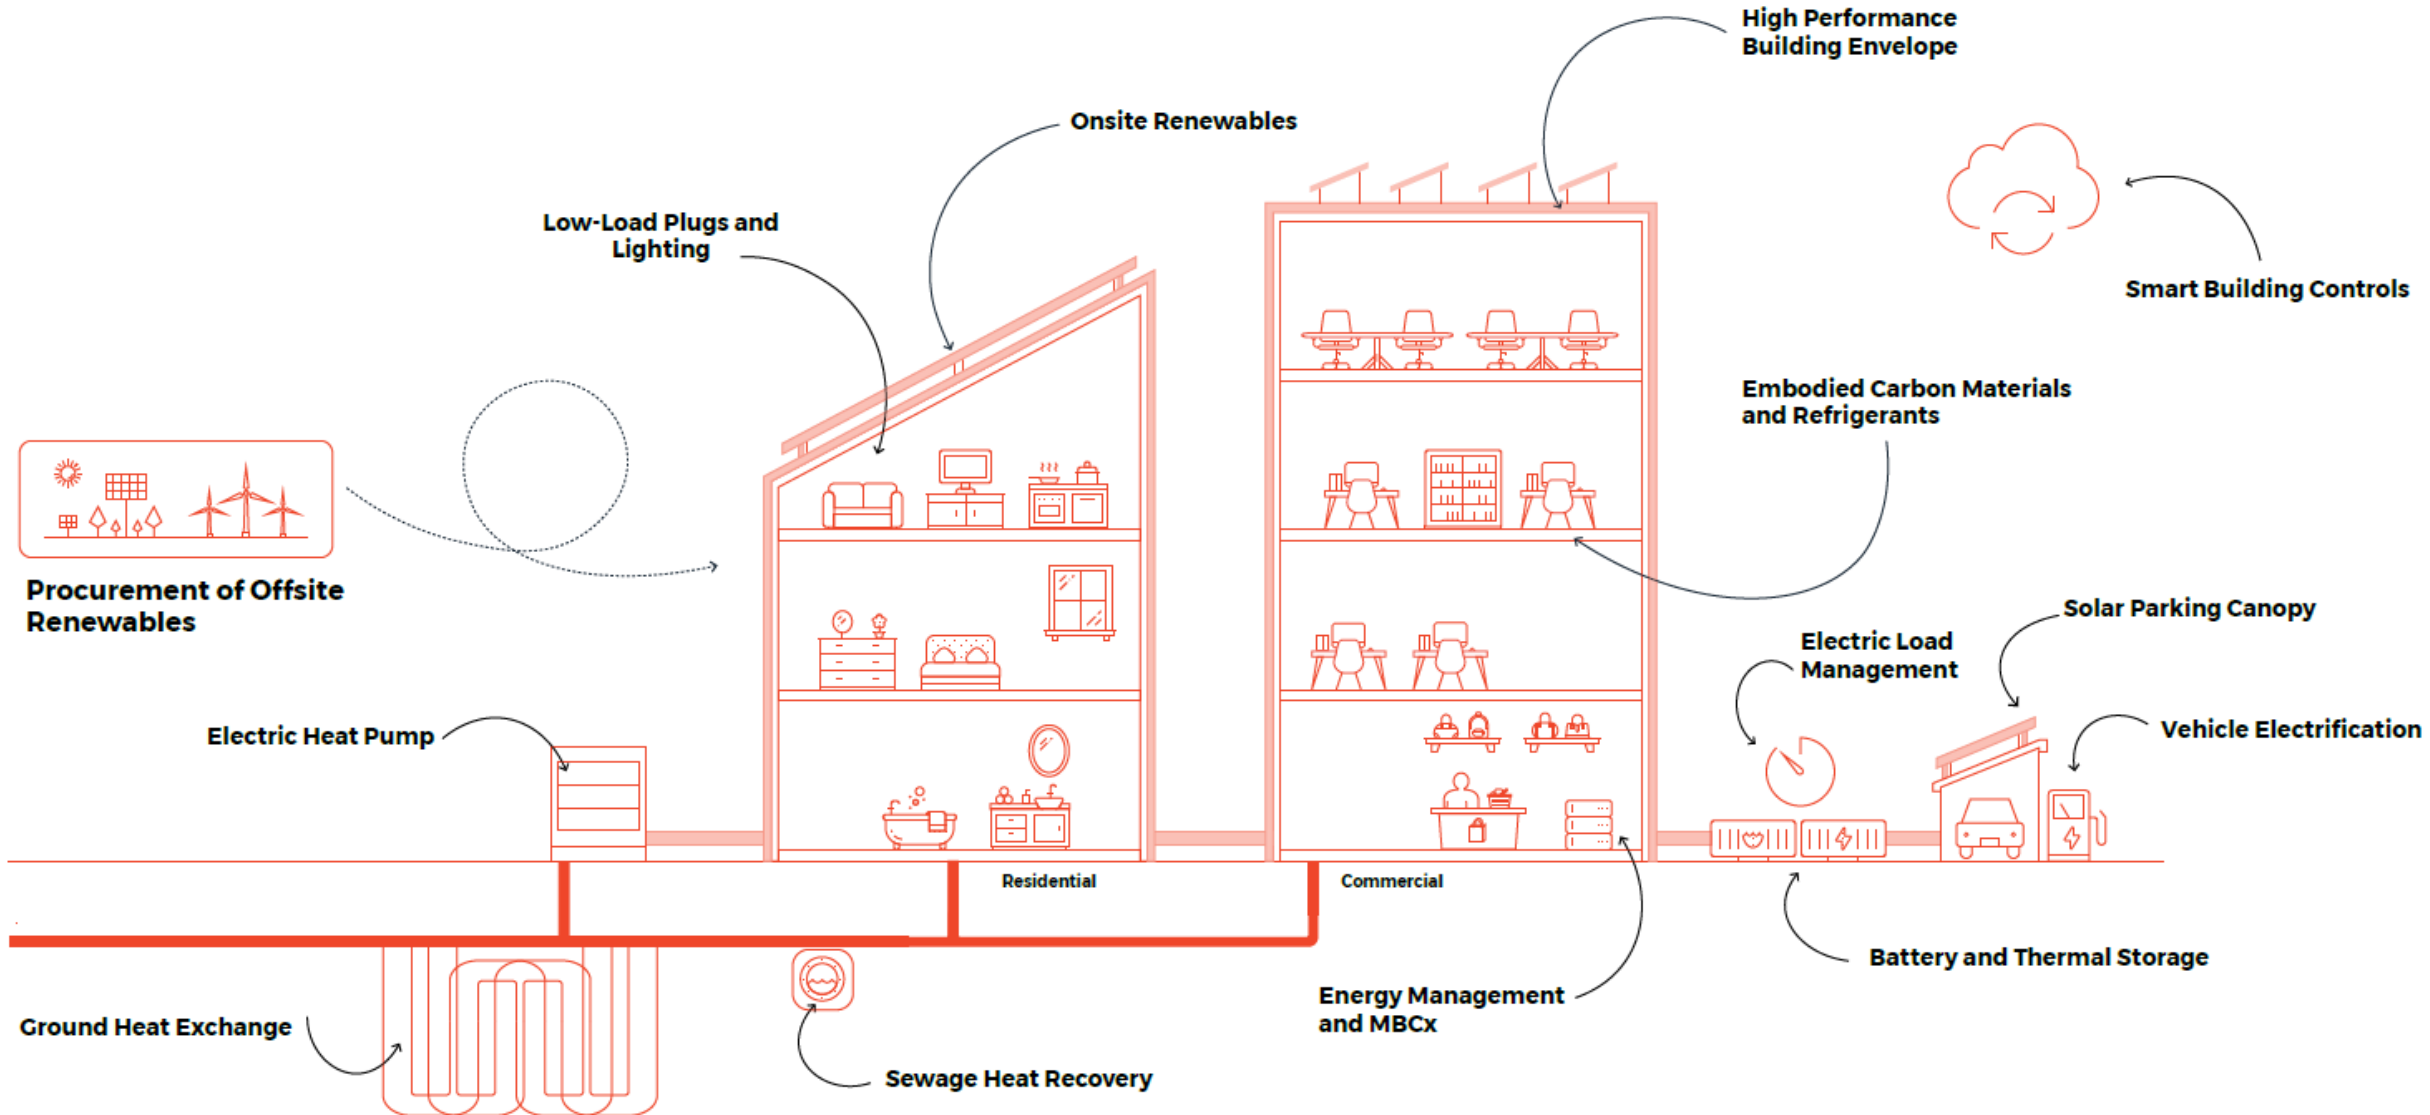 High Performance
Building Envelope
Onsite Renewables
Low-Load Plugs and
Lighting
Smart Building Controls
Embodied Carbon Materials
and Refrigerants
Procurement of Offsite
Renewables
Solar Parking Canopy
Electric Load
Management
Vehicle Electrification
Electric Heat Pump
Residential
Commercial
Battery and Thermal Storage
Energy Management
and MBCx
Ground Heat Exchange
Sewage Heat Recovery